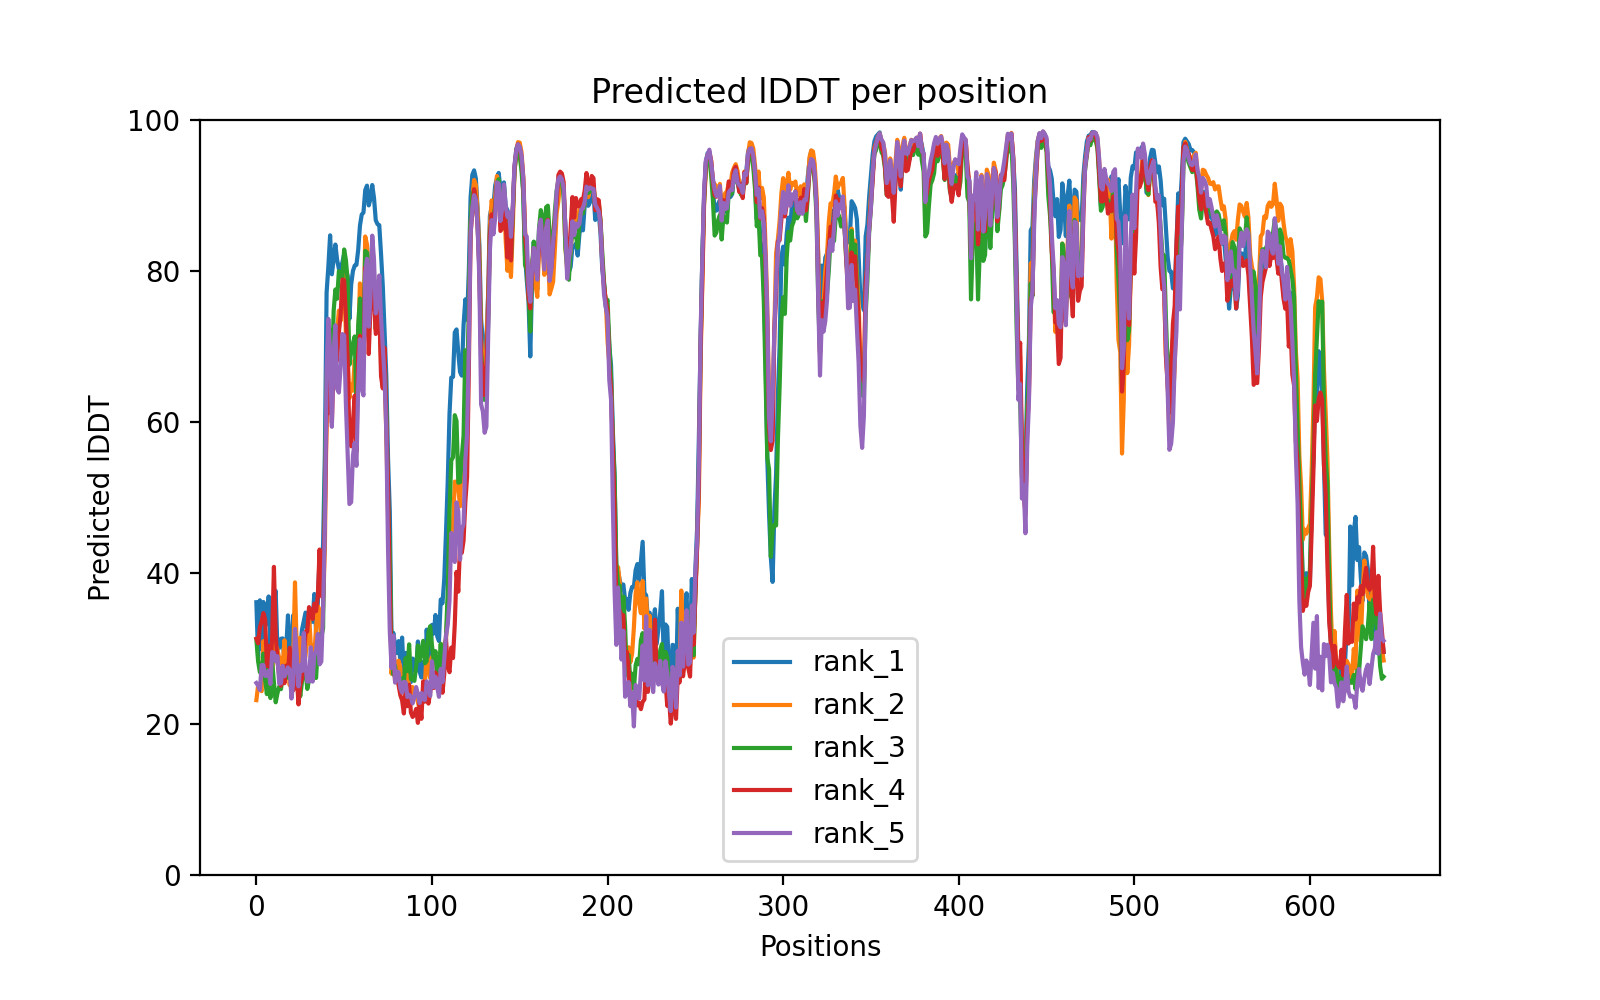 Predicted lDDT per position
100
80
60
40
20
0
Predicted lDDT
0 100 200 300 400 500 600
Positions
rank_1
rank_2
rank_3
rank_4
rank_5